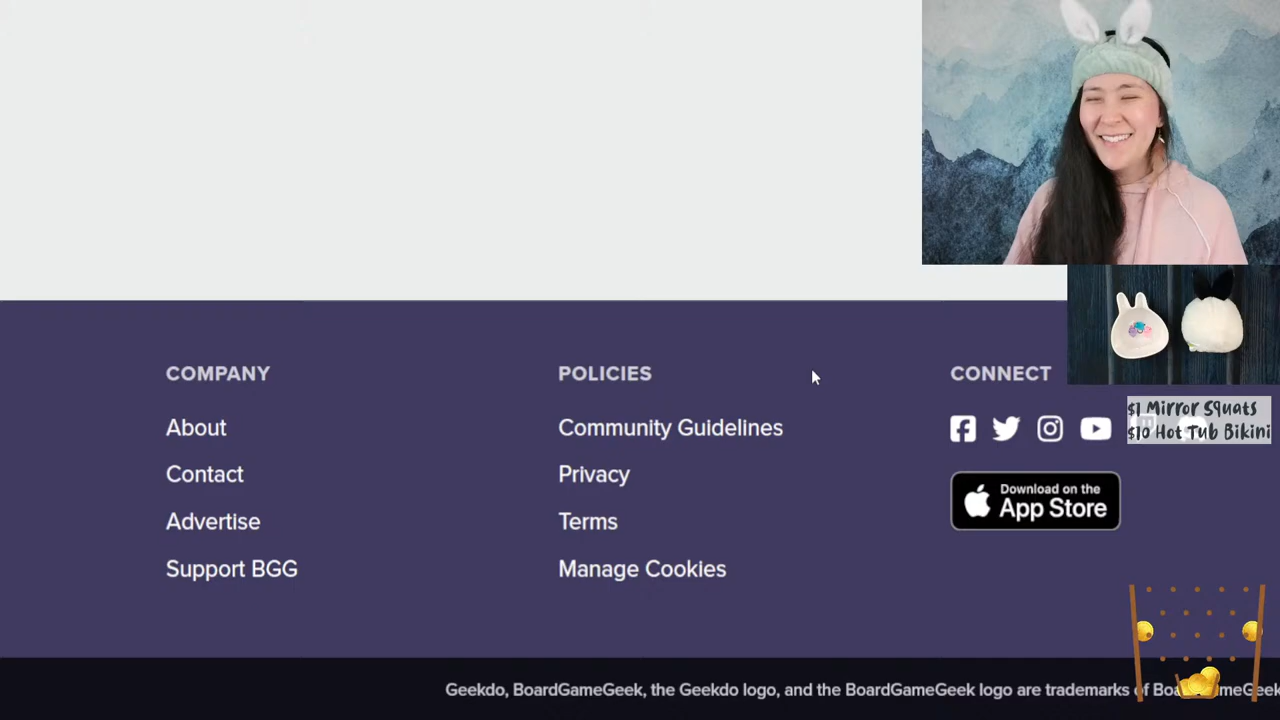 COMPANY
About
Contact
Advertise
Support BGG
POLICIES
Community Guidelines
Privacy
Terms
Manage Cookies
CONNECT
Download on the
App Store
$1 Mirror Squats
$10 Hot Tub Bikini
Geekdo, BoardGameGeek, the Geekdo logo, and the BoardGameGeek logo are trademarks of BoardGameGeek